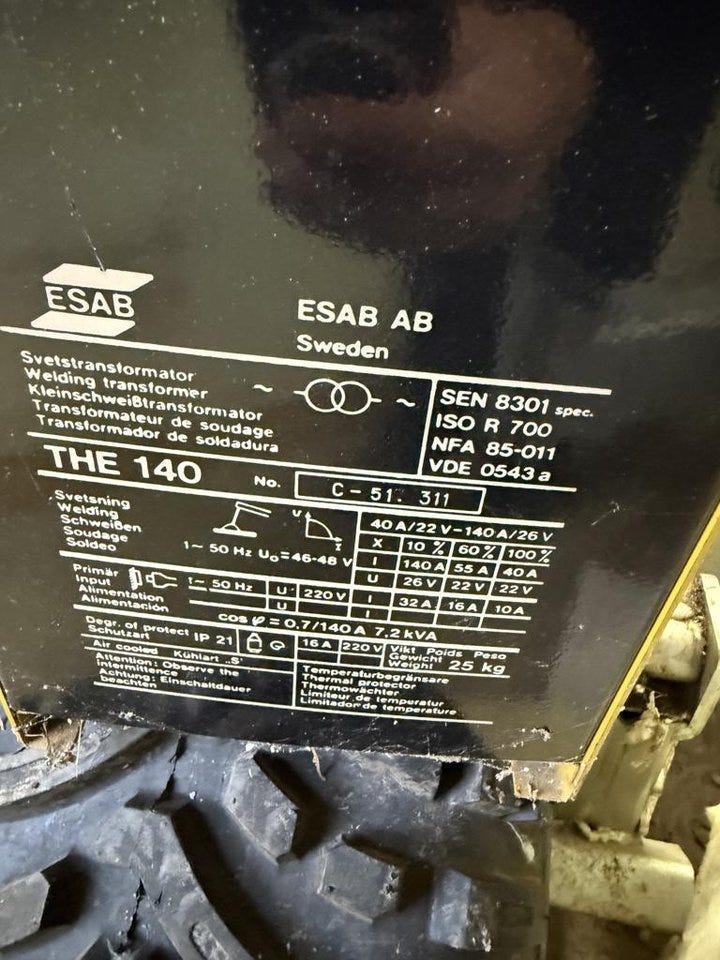 ESAB
ESAB AB
Sweden
Svetstransformator
Welding transformer
Kleinschweißtransformator
Transformateur de soudage
Transformador de soldadura
~ ~
SEN 8301 spec.
ISO R 700
NFA 85-011
VDE 0543a
THE 140
No. C-51 311
Svetsning
Welding
Schweißen
Soudage
Soldeo
U I
1~ 50 Hz U₀=46-48 V
40 A/22 V-140 A/26 V
X 10 % 60 % 100 %
I 140 A 55 A 40 A
U 26 V 22 V 22 V
Primär
Input
Alimentation
Alimentación
1~ 50 Hz U 220 V I 32 A 16 A 10 A
U I
cos φ = 0,7/140 A 7,2 kVA
Degr. of protect IP 21
Schutzart
16 A 220 V
Vikt Poids Peso
Gewicht
Weight 25 kg
Air cooled Kühlart „S'
Attention: Observe the
intermittence
Achtung: Einschaltdauer
beachten
Temperaturbegränsare
Thermal protector
Thermowächter
Limiteur de temperatur
Limitador de temperature